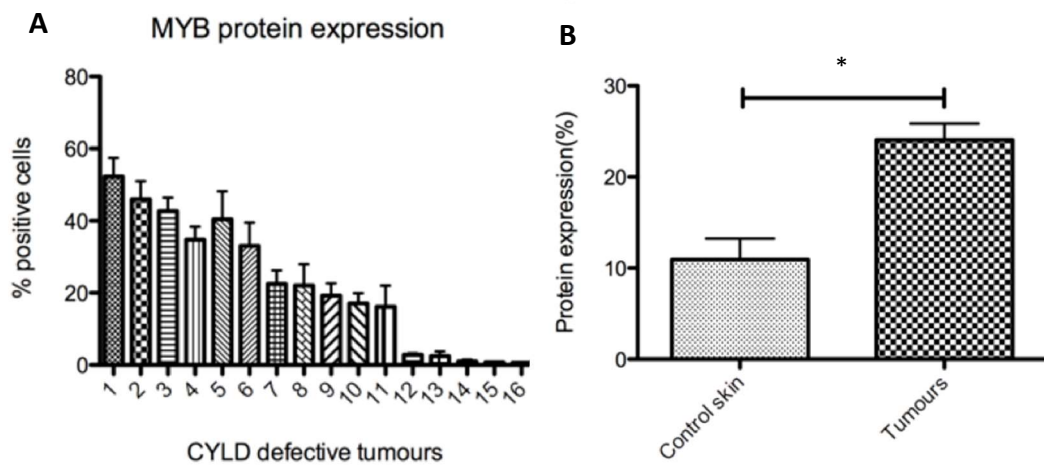 A
MYB protein expression
% positive cells
80
60
40
20
0
1 2 3 4 5 6 7 8 9 10 11 12 13 14 15 16
CYLD defective tumours
B
*
Protein expression(%)
30
20
10
0
Control skin
Tumours